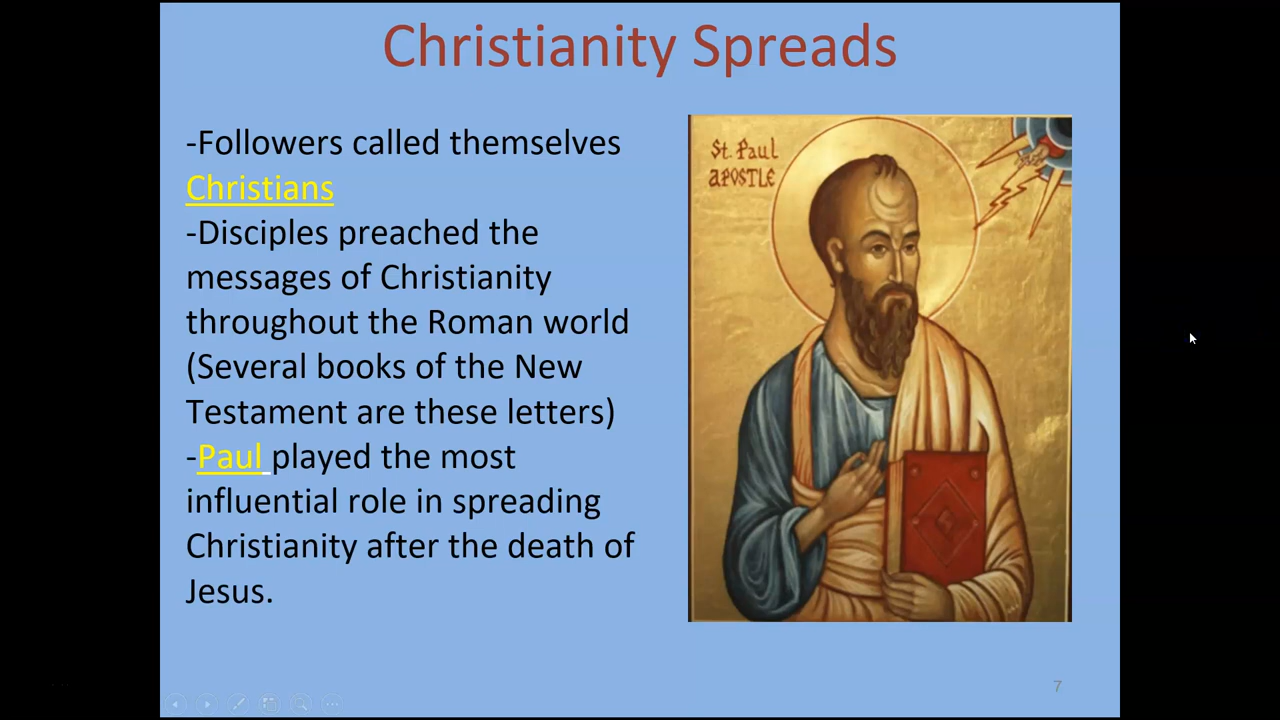 Christianity Spreads
-Followers called themselves
Christians
-Disciples preached the
messages of Christianity
throughout the Roman world
(Several books of the New
Testament are these letters)
-Paul played the most
influential role in spreading
Christianity after the death of
Jesus.
St. Paul
APOSTLE
7